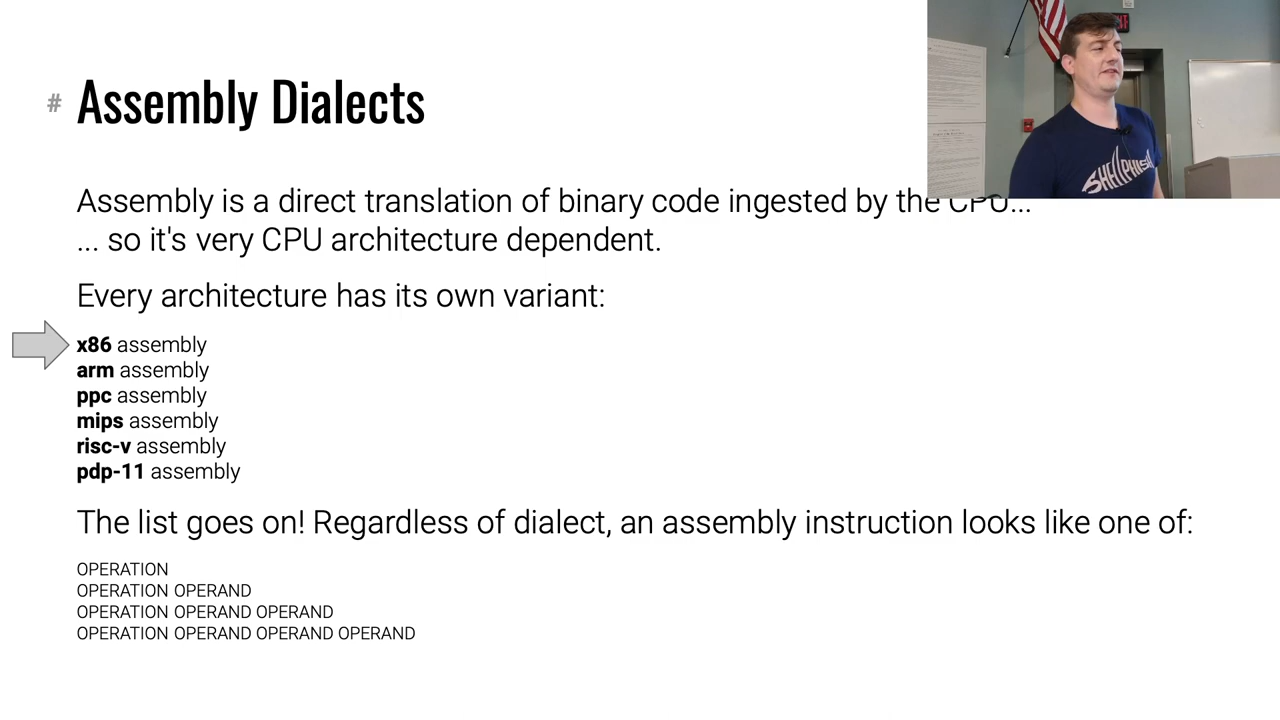 # Assembly Dialects
Assembly is a direct translation of binary code ingested by the CPU...
... so it's very CPU architecture dependent.
Every architecture has its own variant:
x86 assembly
arm assembly
ppc assembly
mips assembly
risc-v assembly
pdp-11 assembly
The list goes on! Regardless of dialect, an assembly instruction looks like one of:
OPERATION
OPERATION OPERAND
OPERATION OPERAND OPERAND
OPERATION OPERAND OPERAND OPERAND
SHELLPHISH